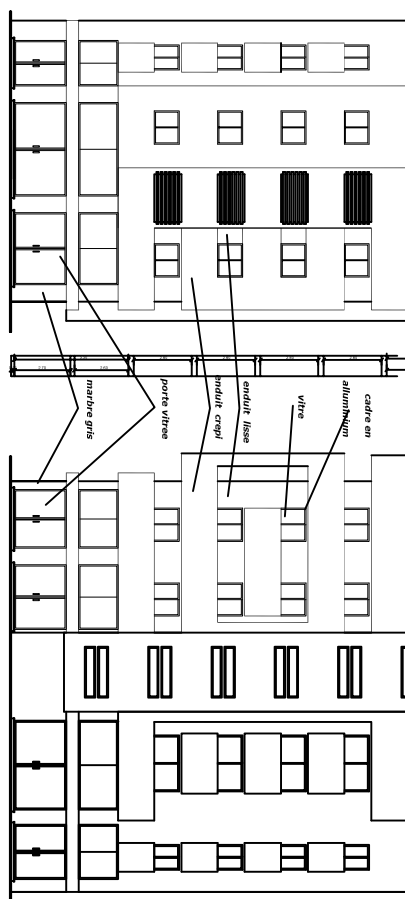 marbre gris
porte vitree
enduit crepi
enduit lisse
vitre
cadre en
alluminium